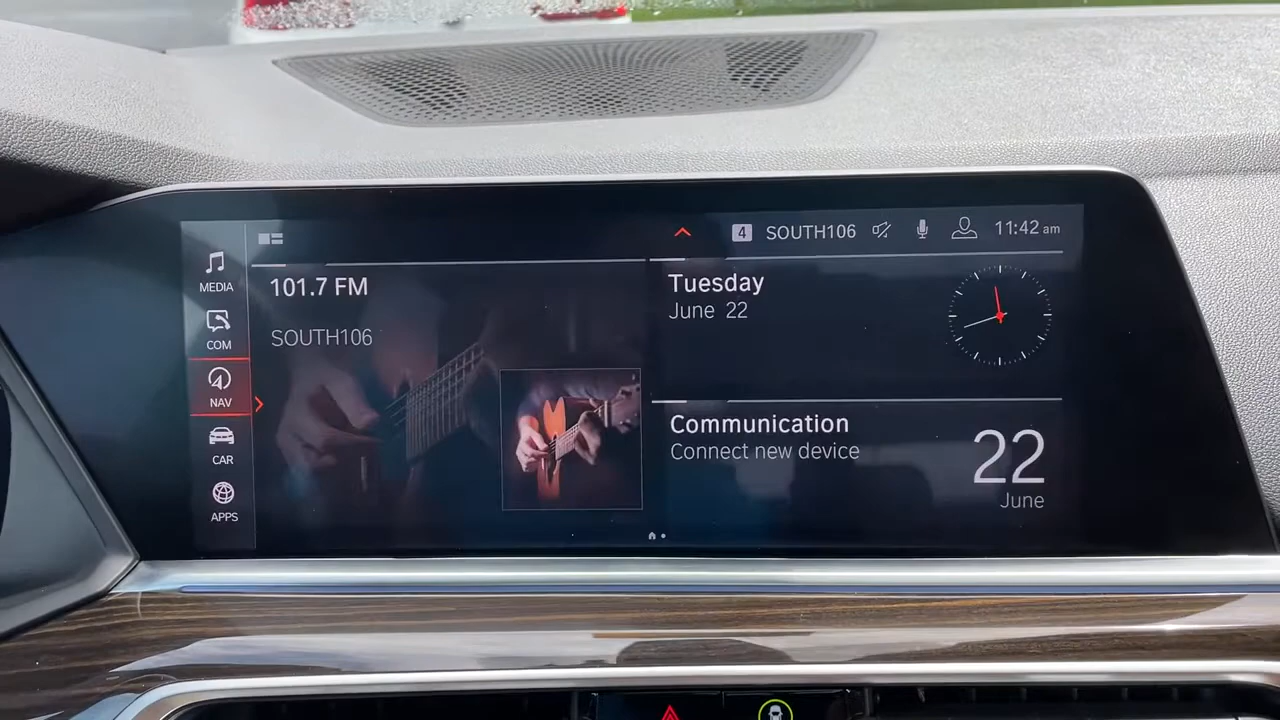 MEDIA
COM
NAV
CAR
APPS
4 SOUTH106 11:42 am
101.7 FM
SOUTH106
Tuesday
June 22
Communication
Connect new device
22
June